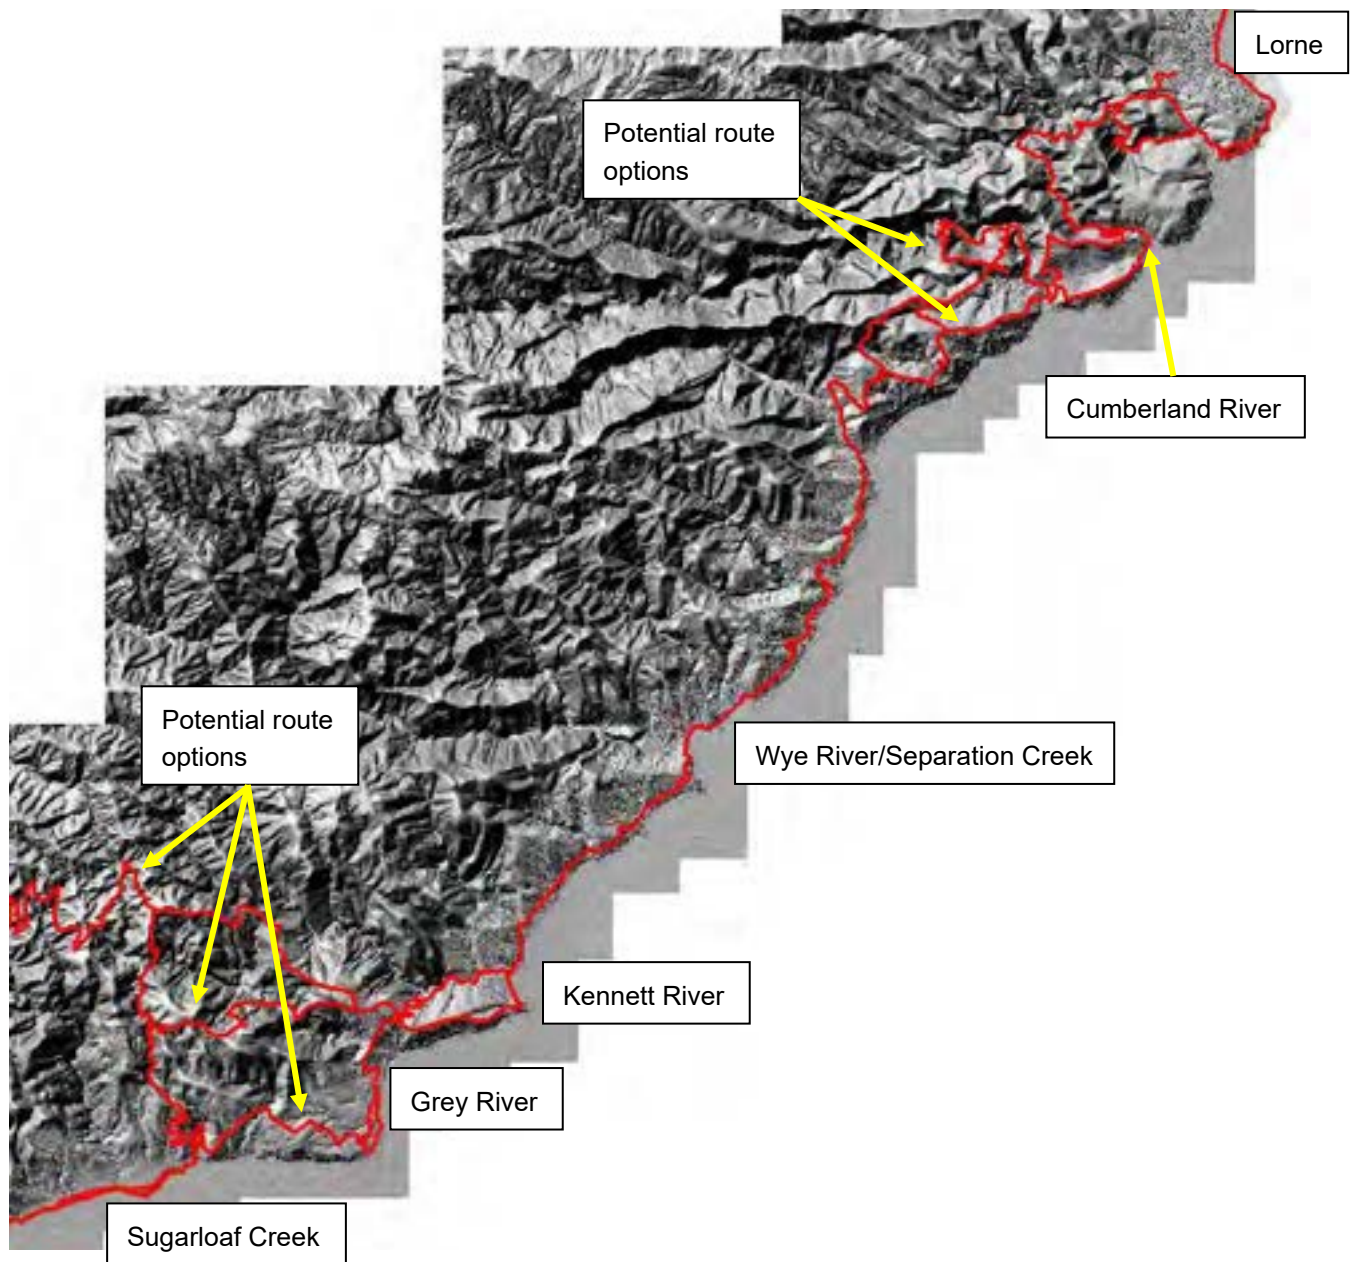 Lorne
Potential route
options
Cumberland River
Potential route
options
Wye River/Separation Creek
Kennett River
Grey River
Sugarloaf Creek